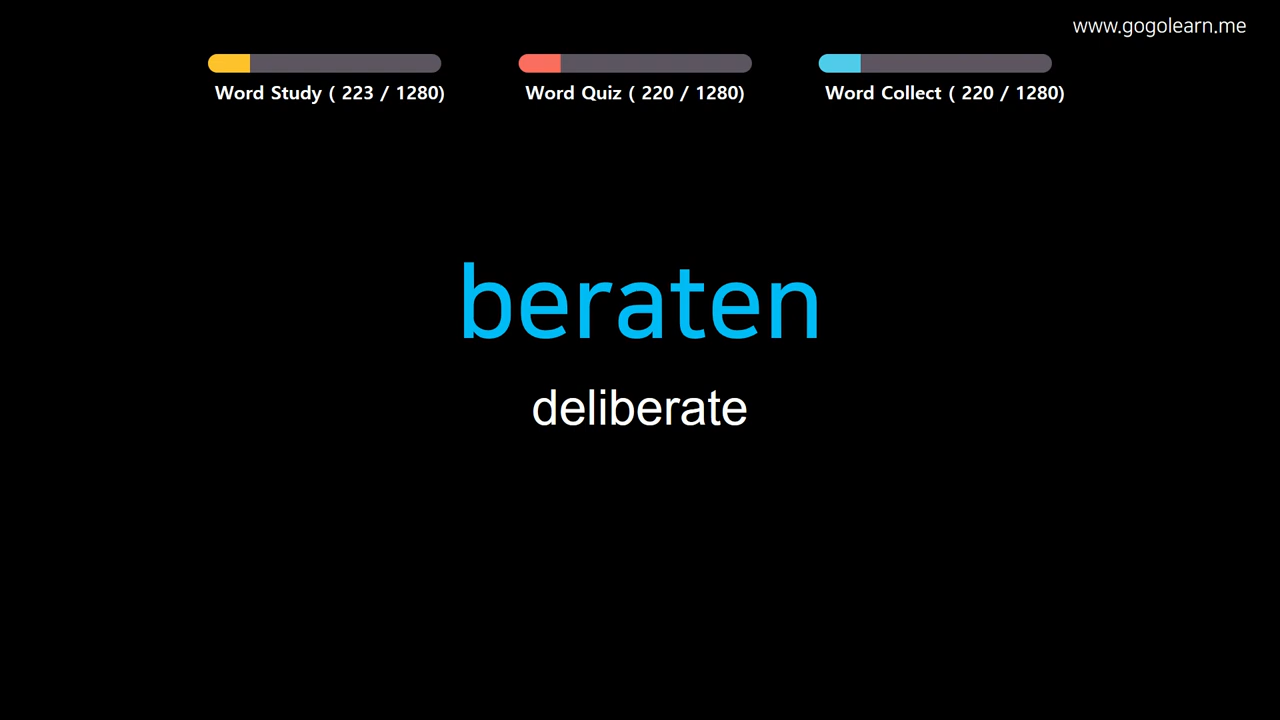 www.gogolearn.me
Word Study ( 223 / 1280)
Word Quiz ( 220 / 1280)
Word Collect ( 220 / 1280)
beraten
deliberate